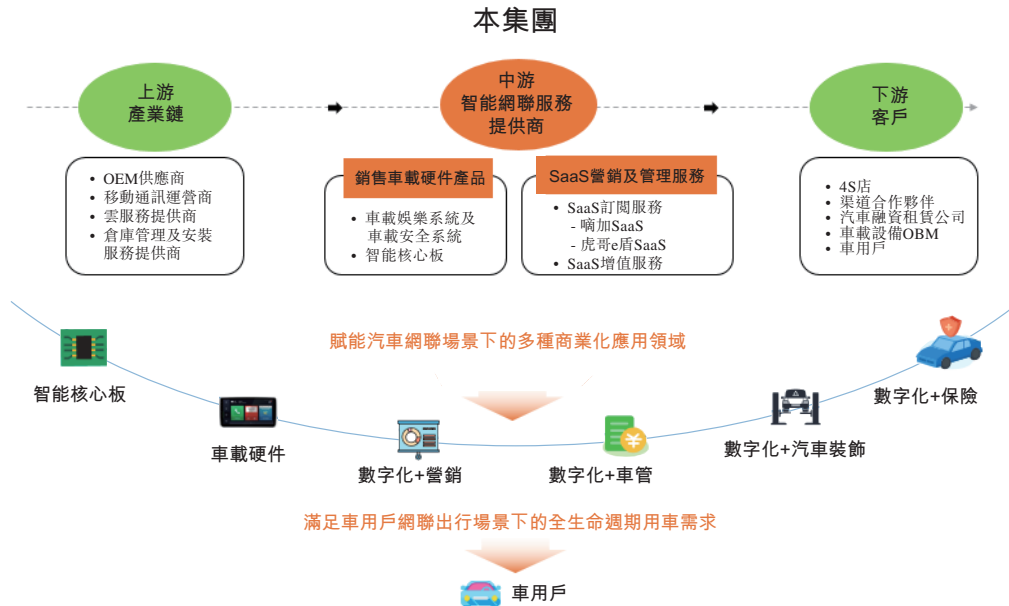 本集團
上游
產業鏈
中游
智能網聯服務
提供商
下游
客戶
• OEM供應商
• 移動通訊運營商
• 雲服務提供商
• 倉庫管理及安裝
服務提供商
銷售車載硬件產品
• 車載娛樂系統及
車載安全系統
• 智能核心板
SaaS營銷及管理服務
• SaaS訂閱服務
- 嘀加SaaS
- 虎哥e盾SaaS
• SaaS增值服務
• 4S店
• 渠道合作夥伴
• 汽車融資租賃公司
• 車載設備OBM
• 車用戶
賦能汽車網聯場景下的多種商業化應用領域
智能核心板
車載硬件
數字化+營銷
數字化+車管
數字化+汽車裝飾
數字化+保險
滿足車用戶網聯出行場景下的全生命週期用車需求
車用戶